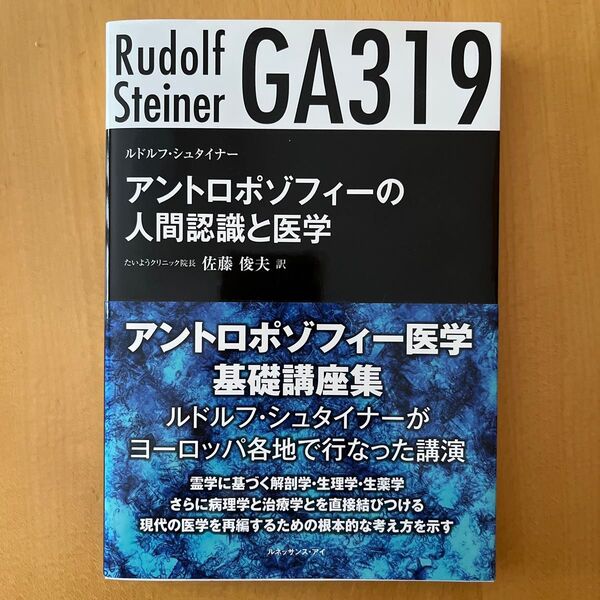 Rudolf
Steiner
GA319
ルドルフ・シュタイナー
アントロポゾフィーの
人間認識と医学
たいようクリニック院長 佐藤 俊夫 訳
アントロポゾフィー医学
基礎講座集
ルドルフ・シュタイナーが
ヨーロッパ各地で行なった講演
霊学に基づく解剖学・生理学・生薬学
さらに病理学と治療学とを直接結びつける
現代の医学を再編するための根本的な考え方を示す
ルネッサンス・アイ